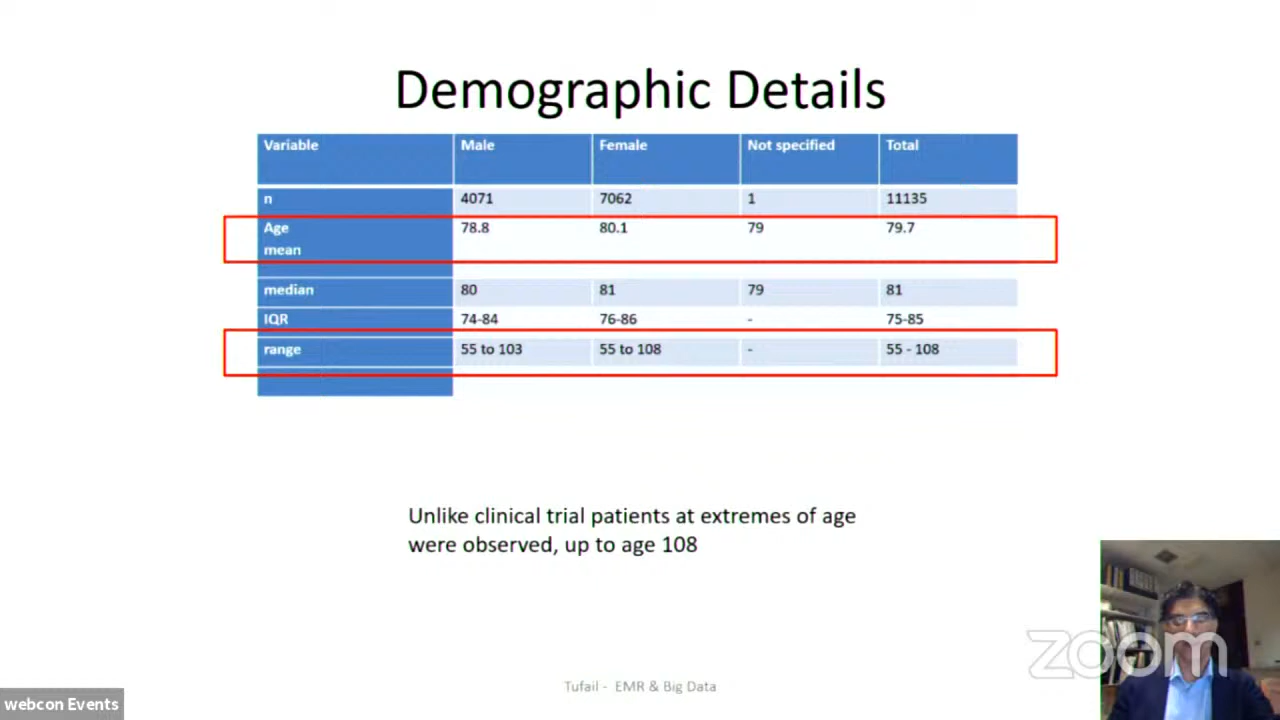 Demographic Details
Variable Male Female Not specified Total
n 4071 7062 1 11135
Age 78.8 80.1 79 79.7
mean
median 80 81 79 81
IQR 74-84 76-86 - 75-85
range 55 to 103 55 to 108 - 55 - 108
Unlike clinical trial patients at extremes of age
were observed, up to age 108
zoom
Tufail - EMR & Big Data
webcon Events